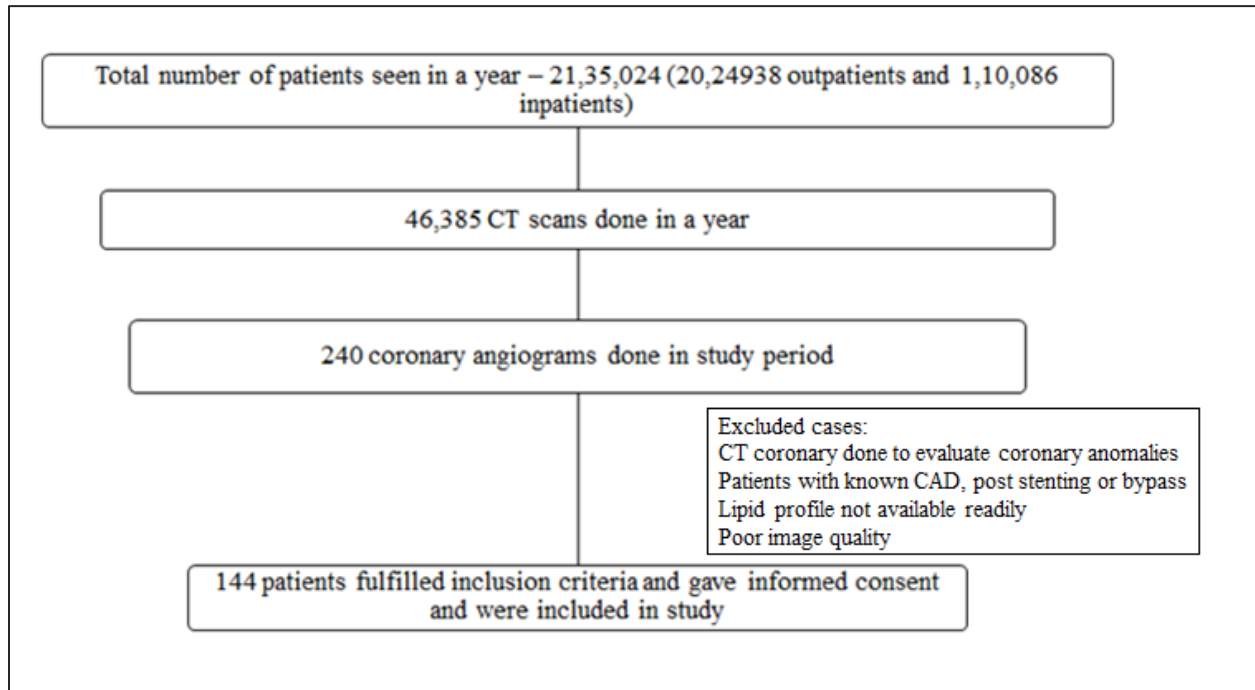 Total number of patients seen in a year – 21,35,024 (20,24938 outpatients and 1,10,086
inpatients)
46,385 CT scans done in a year
240 coronary angiograms done in study period
Excluded cases:
CT coronary done to evaluate coronary anomalies
Patients with known CAD, post stenting or bypass
Lipid profile not available readily
Poor image quality
144 patients fulfilled inclusion criteria and gave informed consent
and were included in study